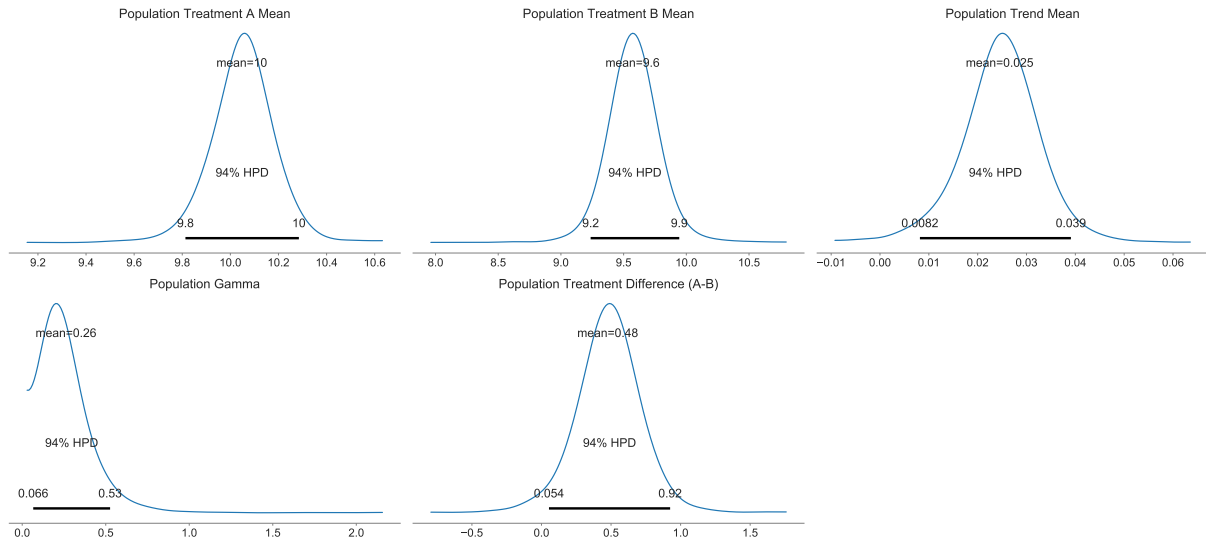 Population Treatment A Mean
mean=10
94% HPD
9.8 10
9.2 9.4 9.6 9.8 10.0 10.2 10.4 10.6
Population Treatment B Mean
mean=9.6
94% HPD
9.2 9.9
8.0 8.5 9.0 9.5 10.0 10.5
Population Trend Mean
mean=0.025
94% HPD
0.0082 0.039
−0.01 0.00 0.01 0.02 0.03 0.04 0.05 0.06
Population Gamma
mean=0.26
94% HPD
0.066 0.53
0.0 0.5 1.0 1.5 2.0
Population Treatment Difference (A-B)
mean=0.48
94% HPD
0.054 0.92
−0.5 0.0 0.5 1.0 1.5